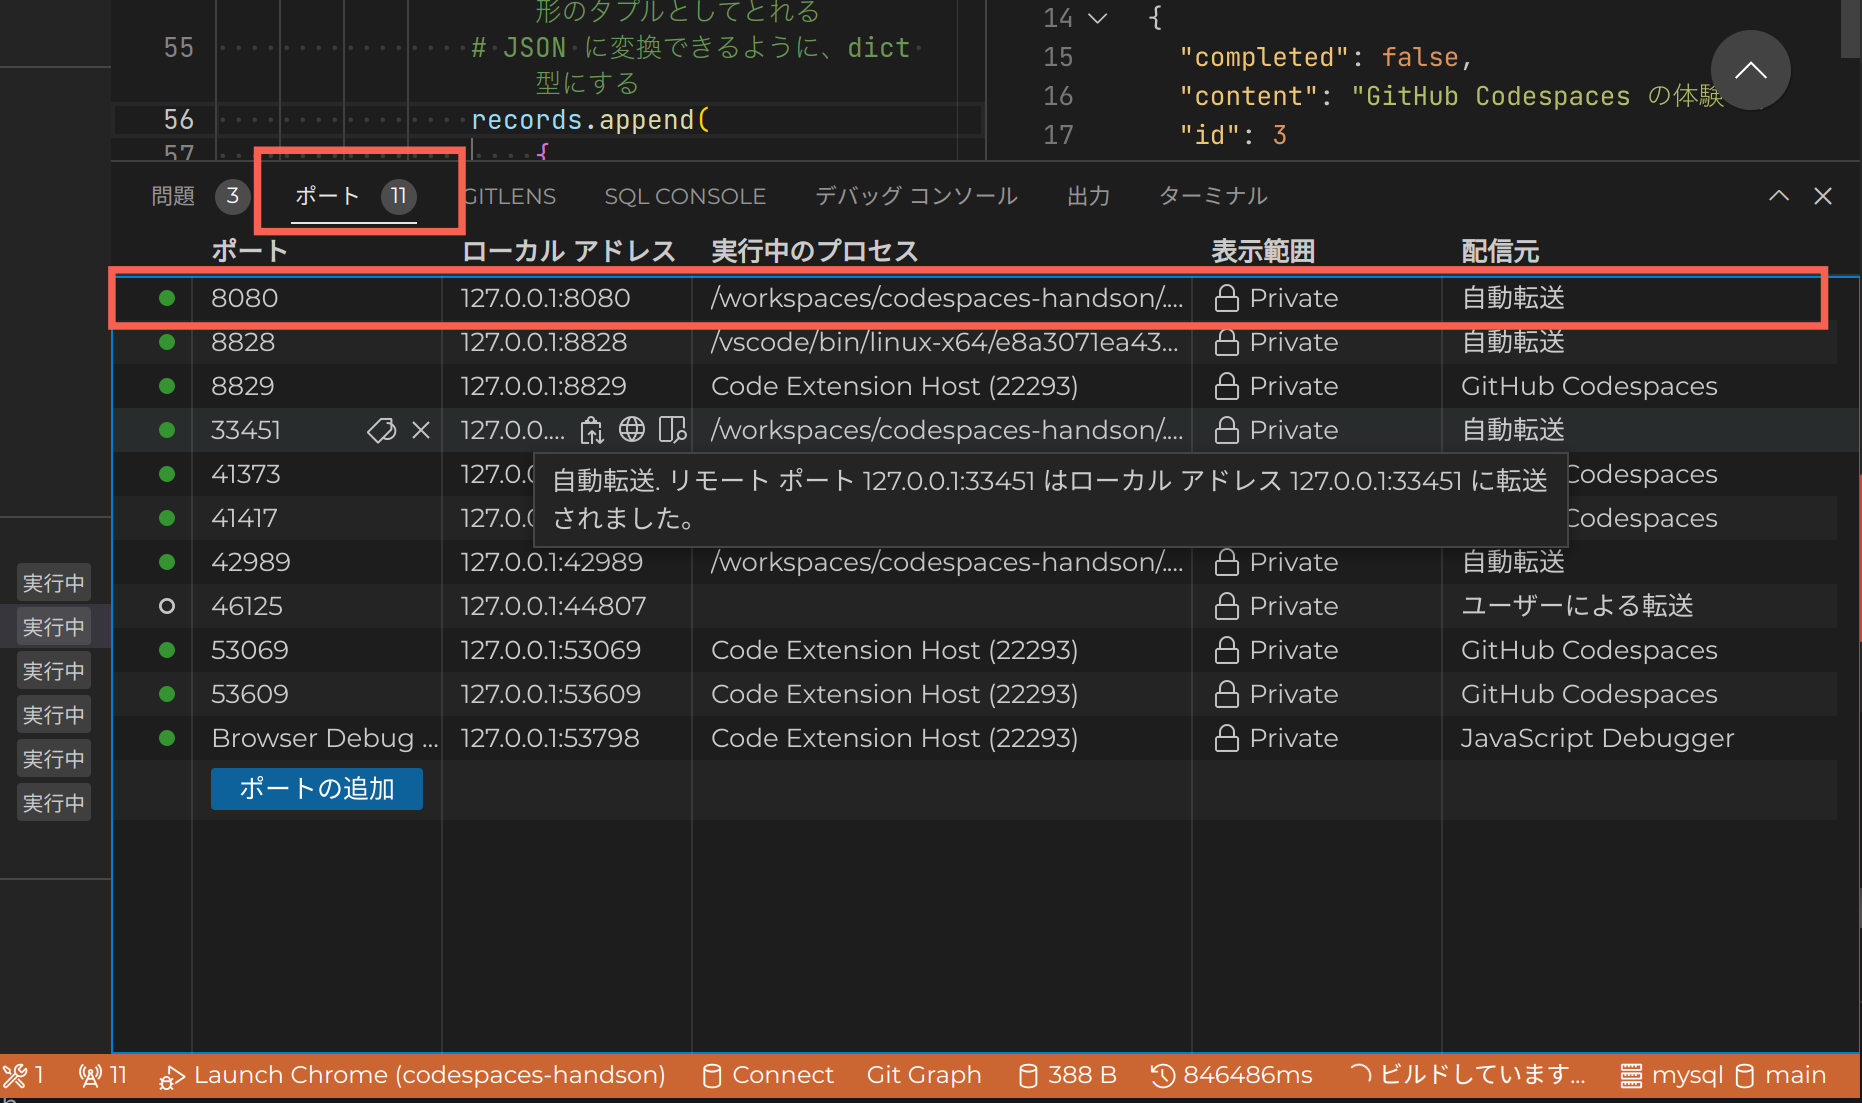 形のタプルとしてとれる
55 # JSON に変換できるように、dict
型にする
56 records.append(
57 {
14 {
15 "completed": false,
16 "content": "GitHub Codespaces の体験
17 "id": 3
問題 3 ポート 11 GITLENS SQL CONSOLE デバッグ コンソール 出力 ターミナル
ポート ローカル アドレス 実行中のプロセス 表示範囲 配信元
8080 127.0.0.1:8080 /workspaces/codespaces-handson/.... Private 自動転送
8828 127.0.0.1:8828 /vscode/bin/linux-x64/e8a3071ea43... Private 自動転送
8829 127.0.0.1:8829 Code Extension Host (22293) Private GitHub Codespaces
33451 127.0.0.... /workspaces/codespaces-handson/.... Private 自動転送
41373 127.0.0 Codespaces
自動転送. リモート ポート 127.0.0.1:33451 はローカル アドレス 127.0.0.1:33451 に転送
されました。
41417 127.0.0 Codespaces
42989 127.0.0.1:42989 /workspaces/codespaces-handson/.... Private 自動転送
46125 127.0.0.1:44807 Private ユーザーによる転送
53069 127.0.0.1:53069 Code Extension Host (22293) Private GitHub Codespaces
53609 127.0.0.1:53609 Code Extension Host (22293) Private GitHub Codespaces
Browser Debug ... 127.0.0.1:53798 Code Extension Host (22293) Private JavaScript Debugger
ポートの追加
実行中
実行中
実行中
実行中
実行中
実行中
1 11 Launch Chrome (codespaces-handson) Connect Git Graph 388 B 846486ms ビルドしています... mysql main